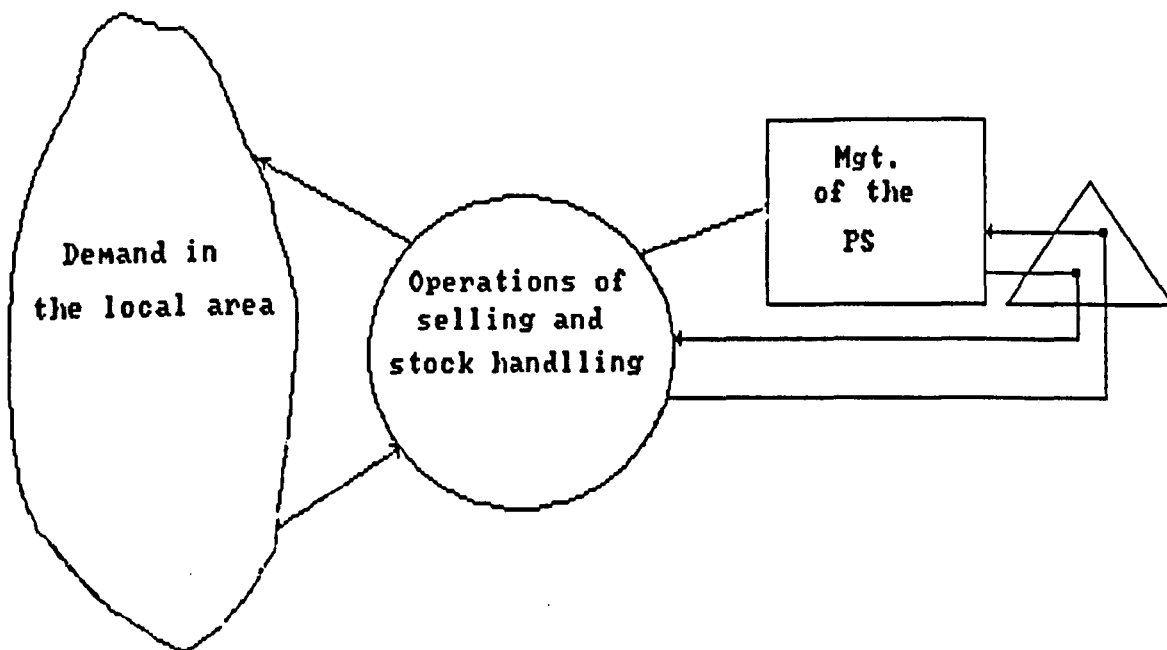 Demand in
the local area
Operations of
selling and
stock handlling
Mgt.
of the
PS